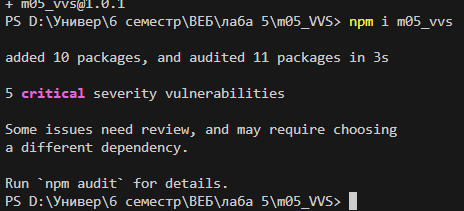 + m05_vvs@1.0.1
PS D:\Универ\6 семестр\ВЕБ\лаба 5\m05_VVS> npm i m05_vvs
added 10 packages, and audited 11 packages in 3s
5 critical severity vulnerabilities
Some issues need review, and may require choosing
a different dependency.
Run `npm audit` for details.
PS D:\Универ\6 семестр\ВЕБ\лаба 5\m05_VVS>